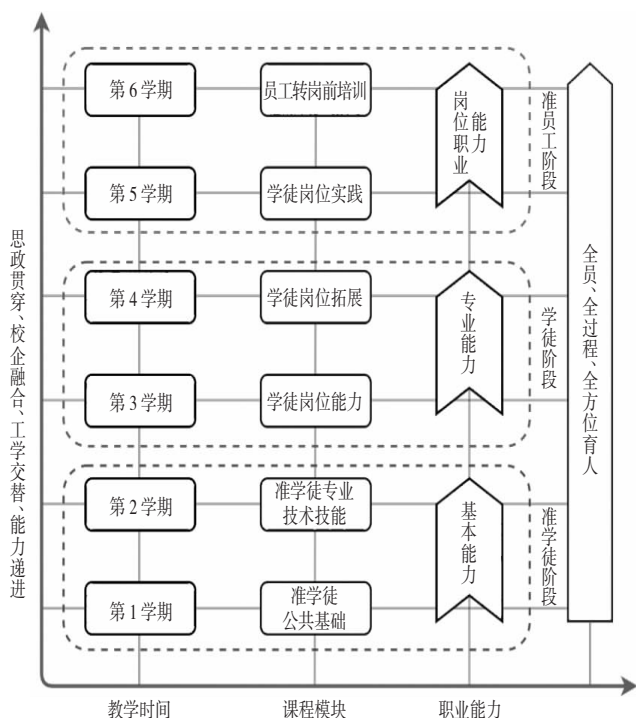 第6学期
员工转岗前培训
岗位职业
能力
准员工阶段
第5学期
学徒岗位实践
第4学期
学徒岗位拓展
专业能力
学徒阶段
第3学期
学徒岗位能力
第2学期
准学徒专业
技术技能
基本能力
准学徒阶段
第1学期
准学徒
公共基础
思政贯穿、校企融合、工学交替、能力递进
全员、全过程、全方位育人
教学时间
课程模块
职业能力